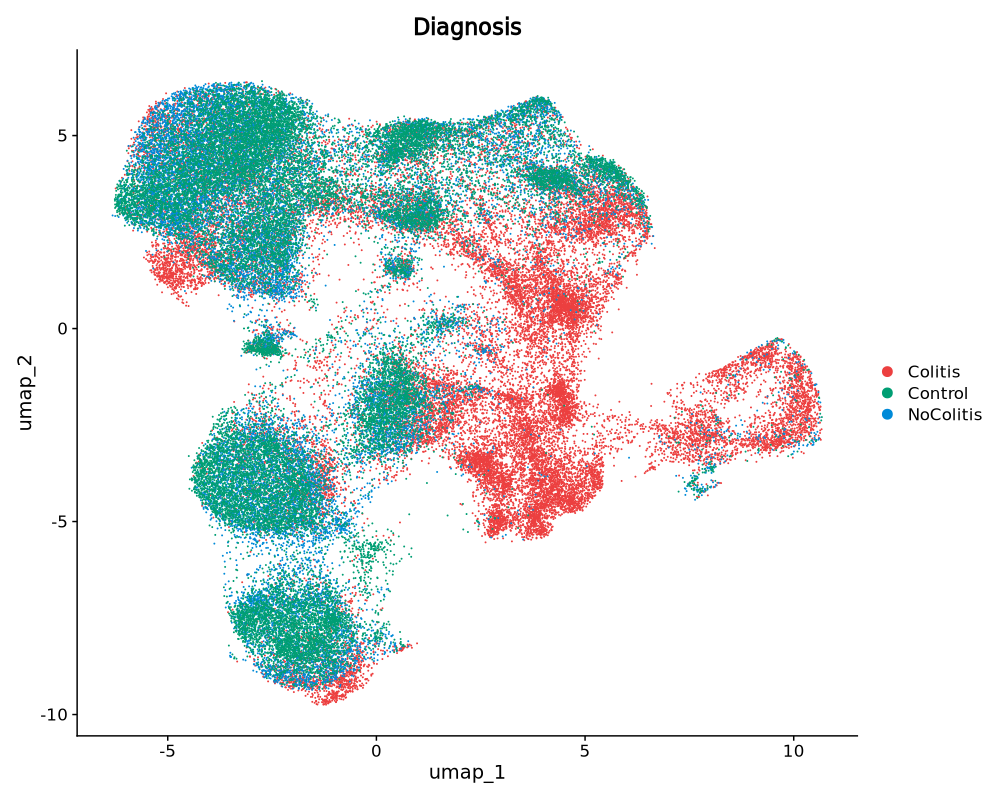 Diagnosis
5
0
-5
-10
umap_2
-5
0
5
10
umap_1
Colitis
Control
NoColitis